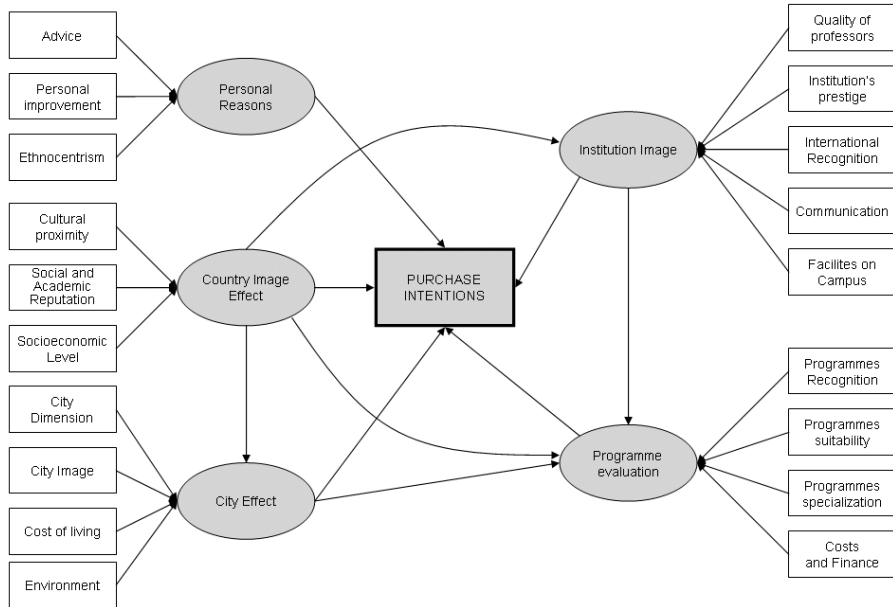 Advice
Personal
improvement
Ethnocentrism
Cultural
proximity
Social and
Academic
Reputation
Socioeconomic
Level
City
Dimension
City Image
Cost of living
Environment
Personal
Reasons
Country Image
Effect
City Effect
PURCHASE
INTENTIONS
Institution Image
Programme
evaluation
Quality of
professors
Institution's
prestige
International
Recognition
Communication
Facilites on
Campus
Programmes
Recognition
Programmes
suitability
Programmes
specialization
Costs
and Finance